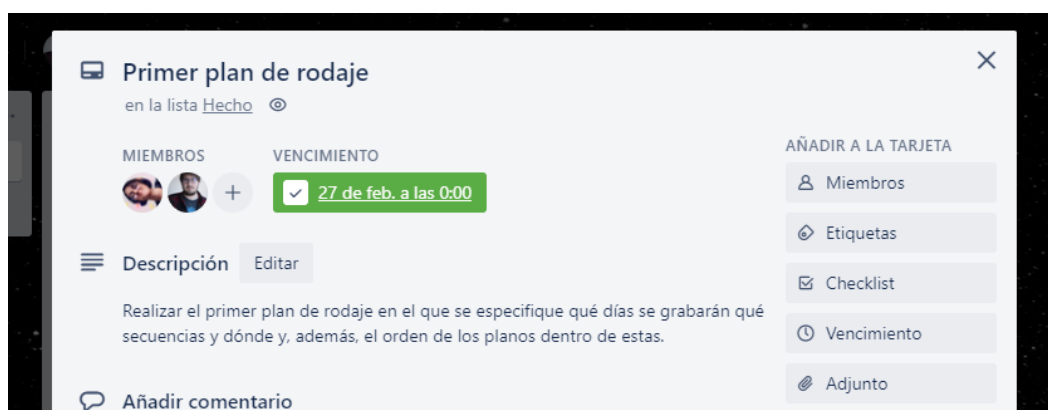 Primer plan de rodaje
en la lista Hecho
MIEMBROS
VENCIMIENTO
27 de feb. a las 0:00
Descripción
Editar
Realizar el primer plan de rodaje en el que se especifique qué días se grabarán qué
secuencias y dónde y, además, el orden de los planos dentro de estas.
Añadir comentario
AÑADIR A LA TARJETA
Miembros
Etiquetas
Checklist
Vencimiento
Adjunto